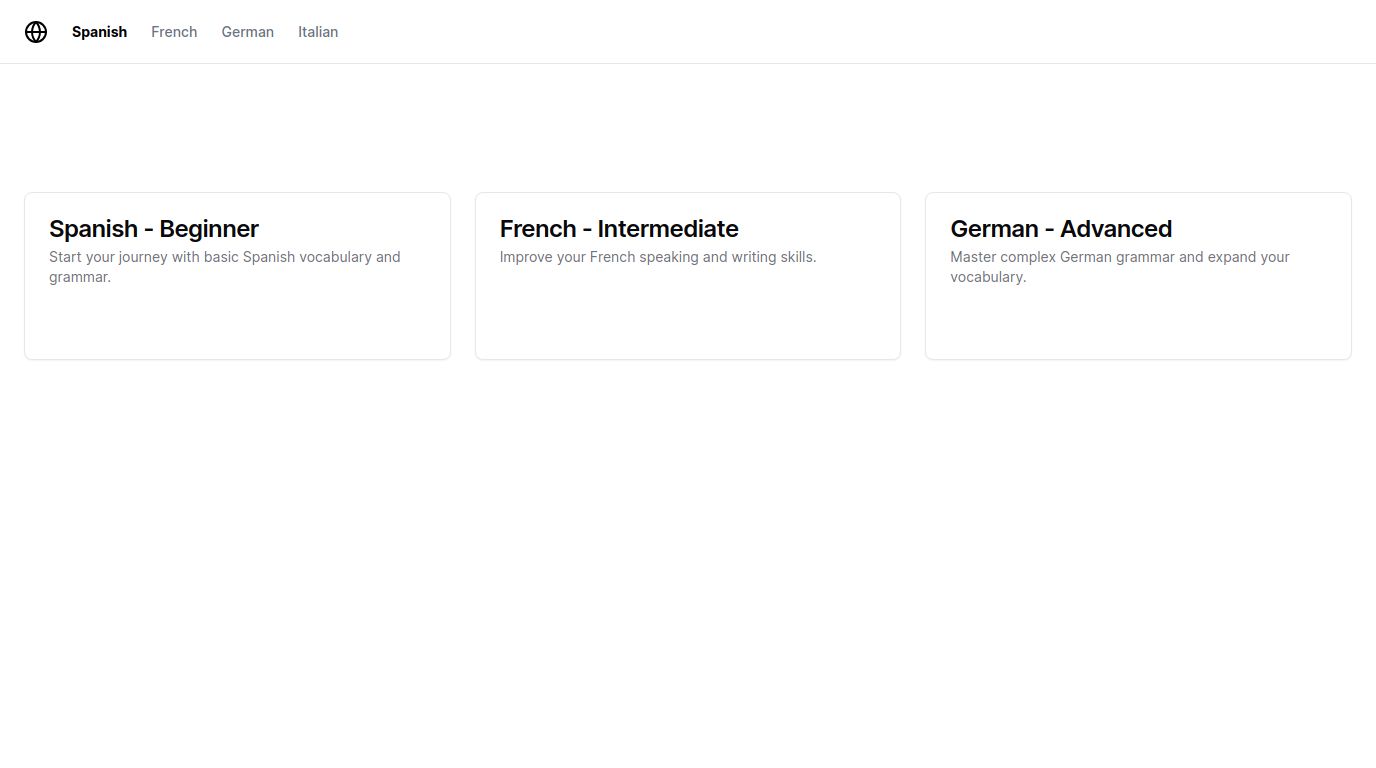 Spanish French German Italian
Spanish - Beginner
Start your journey with basic Spanish vocabulary and
grammar.
French - Intermediate
Improve your French speaking and writing skills.
German - Advanced
Master complex German grammar and expand your
vocabulary.